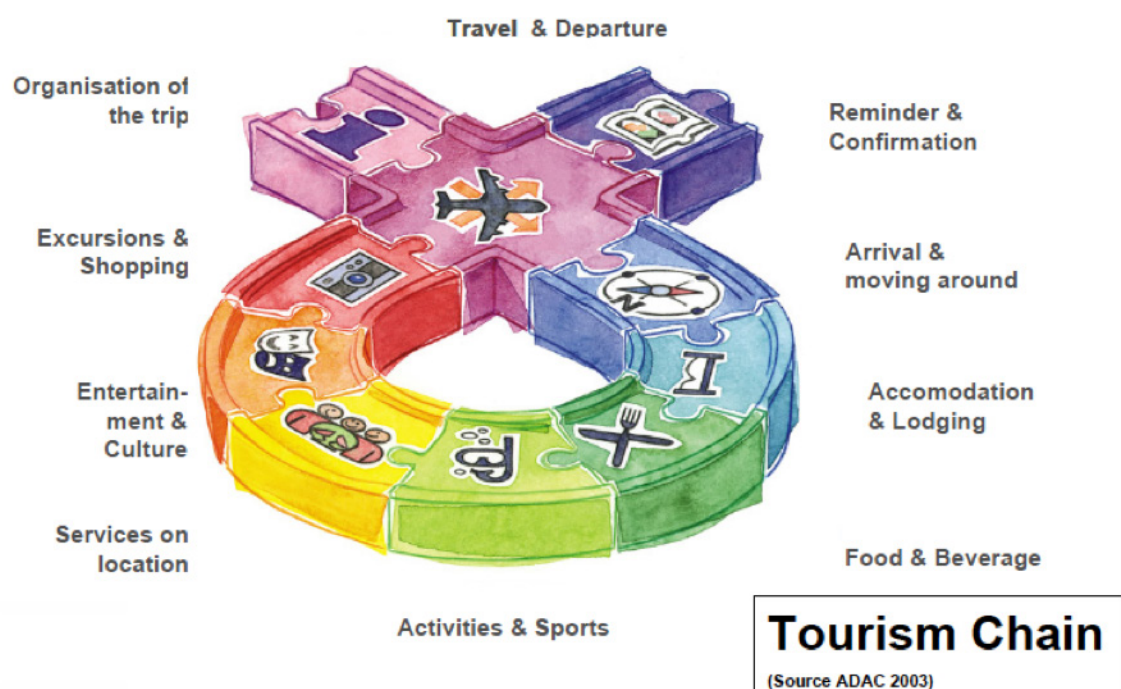 Travel & Departure
Organisation of
the trip
Reminder &
Confirmation
Excursions &
Shopping
Arrival &
moving around
Entertain-
ment &
Culture
Accomodation
& Lodging
Services on
location
Food & Beverage
Activities & Sports
Tourism Chain
(Source ADAC 2003)
N